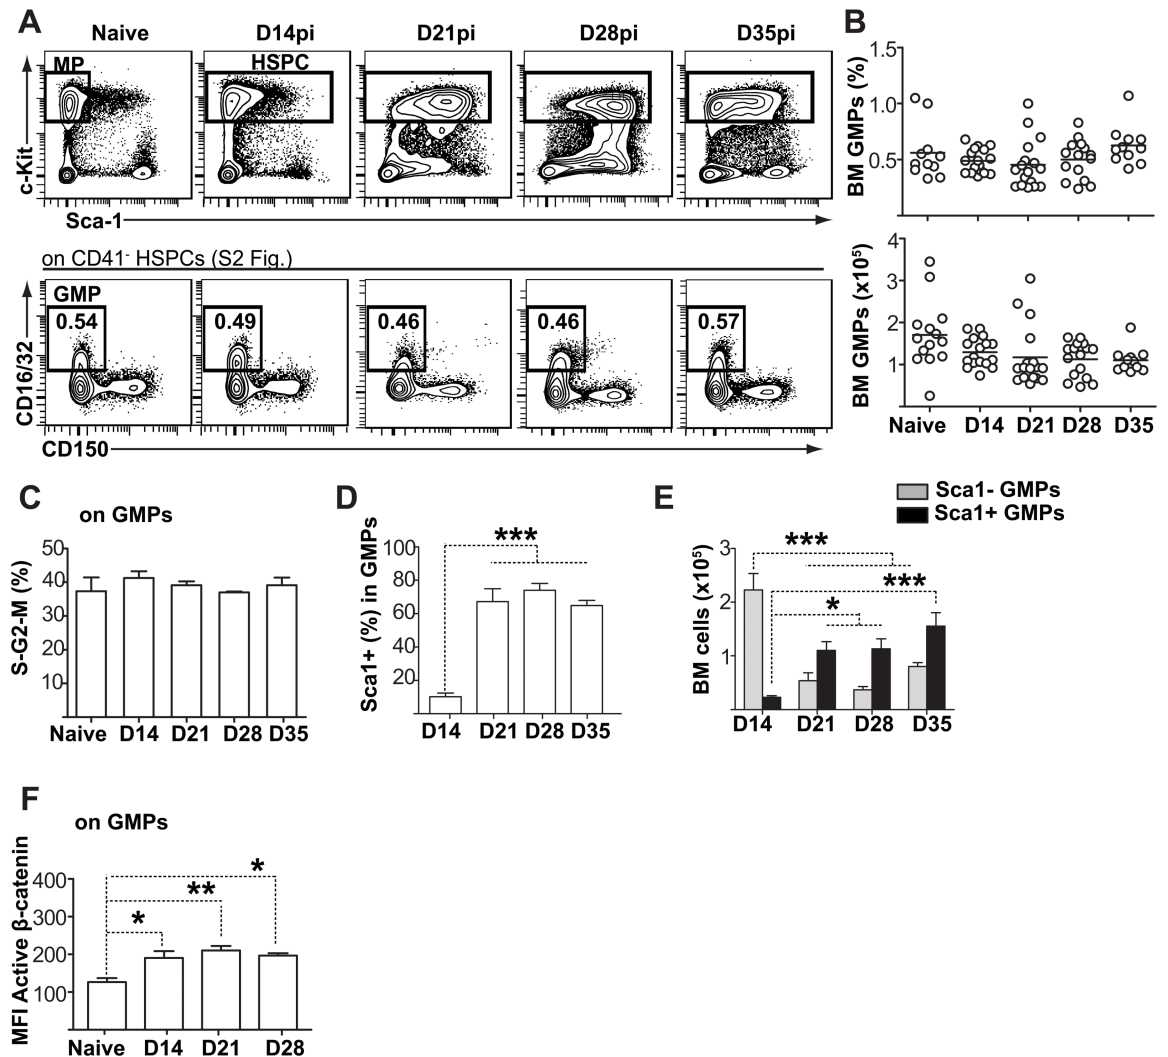 A
Naive
D14pi
D21pi
D28pi
D35pi
MP
HSPC
c-Kit
Sca-1
on CD41- HSPCs (S2 Fig.)
GMP
0.54
0.49
0.46
0.46
0.57
CD16/32
CD150
B
BM GMPs (%)
1.5
1.0
0.5
BM GMPs (x10⁵)
4
3
2
1
Naive D14 D21 D28 D35
C
on GMPs
S-G2-M (%)
50
40
30
20
10
Naive D14 D21 D28 D35
D
Sca1+ (%) in GMPs
100
80
60
40
20
***
D14 D21 D28 D35
E
Sca1- GMPs
Sca1+ GMPs
BM cells (x10⁵)
3
2
1
***
***
*
D14 D21 D28 D35
F
on GMPs
MFI Active β-catenin
400
300
200
100
*
**
*
Naive D14 D21 D28